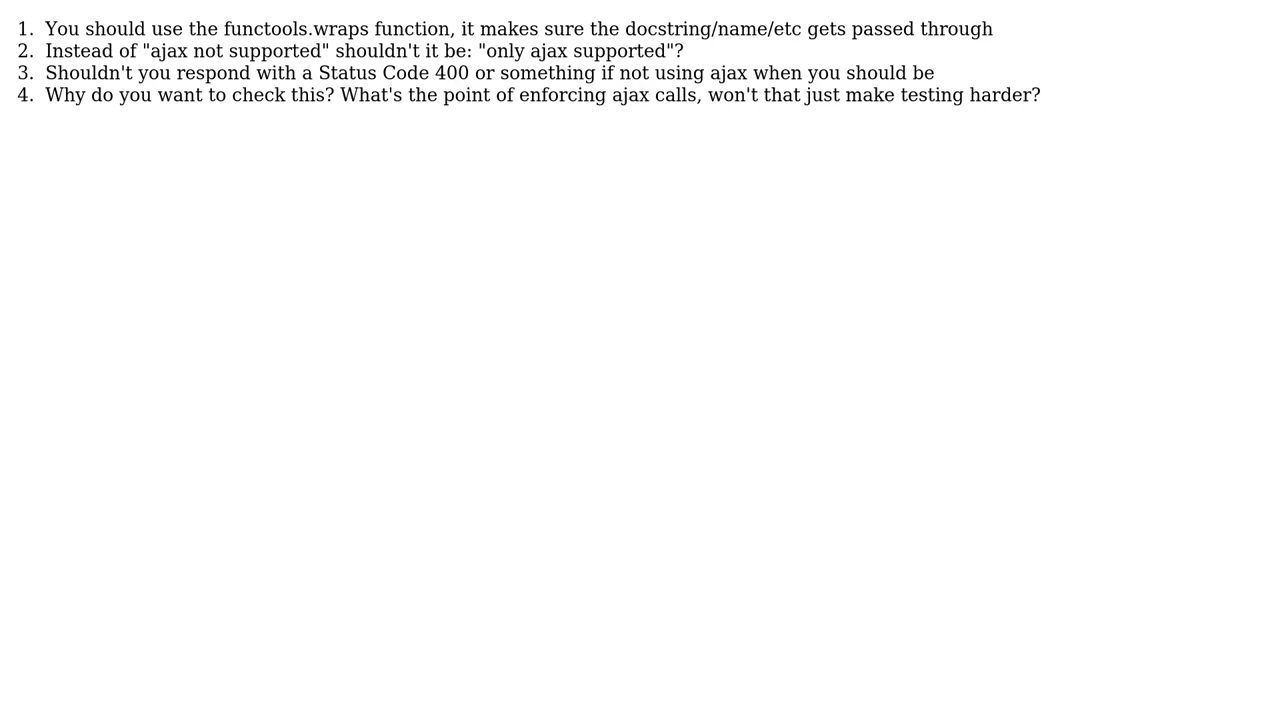 1. You should use the functools.wraps function, it makes sure the docstring/name/etc gets passed through
2. Instead of "ajax not supported" shouldn't it be: "only ajax supported"?
3. Shouldn't you respond with a Status Code 400 or something if not using ajax when you should be
4. Why do you want to check this? What's the point of enforcing ajax calls, won't that just make testing harder?